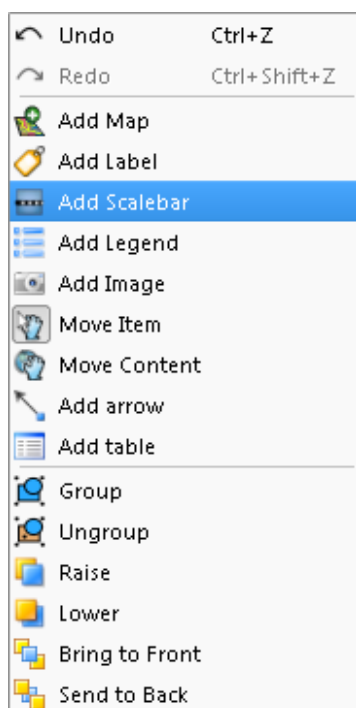 Undo Ctrl+Z
Redo Ctrl+Shift+Z
Add Map
Add Label
Add Scalebar
Add Legend
Add Image
Move Item
Move Content
Add arrow
Add table
Group
Ungroup
Raise
Lower
Bring to Front
Send to Back